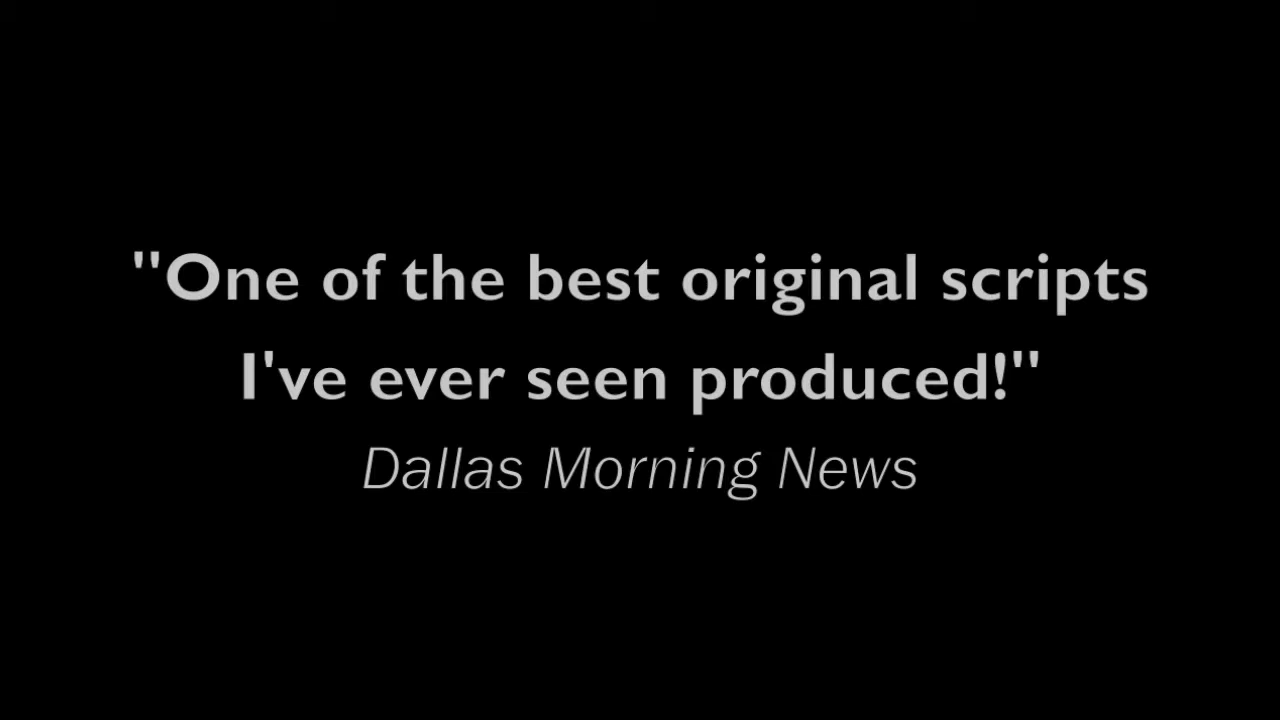 "One of the best original scripts
I've ever seen produced!"
Dallas Morning News